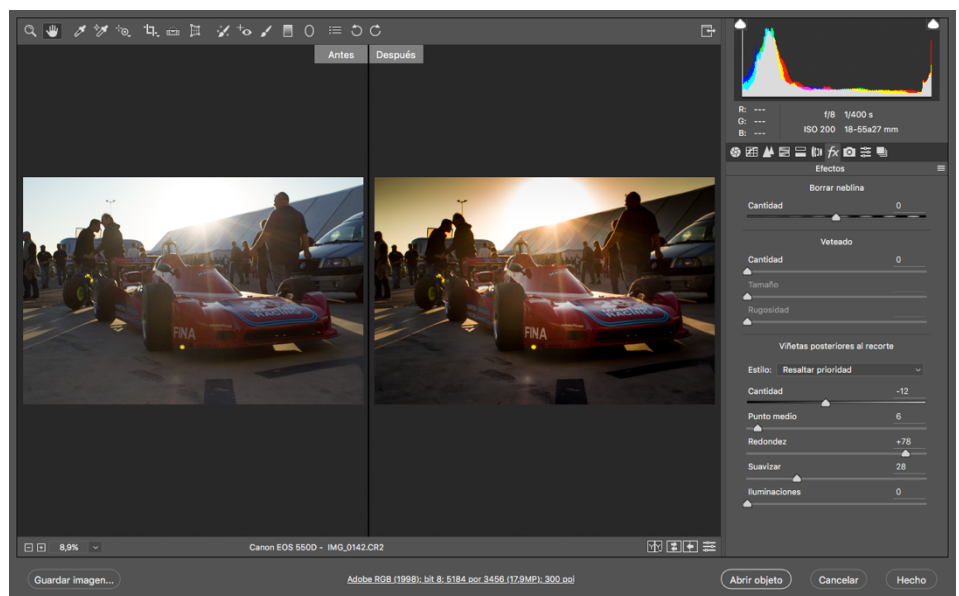 Antes
Después
FINA
RACING
FINA
RACING
R: ---
G: ---
B: ---
f/8 1/400 s
ISO 200 18-55a27 mm
fx
Efectos
Borrar neblina
Cantidad 0
Veteado
Cantidad 0
Tamaño
Rugosidad
Viñetas posteriores al recorte
Estilo: Resaltar prioridad
Cantidad -12
Punto medio 6
Redondez +78
Suavizar 28
Iluminaciones 0
8,9%
Canon EOS 550D - IMG_0142.CR2
Guardar imagen...
Adobe RGB (1998); bit 8; 5184 por 3456 (17,9MP); 300 ppi
Abrir objeto
Cancelar
Hecho